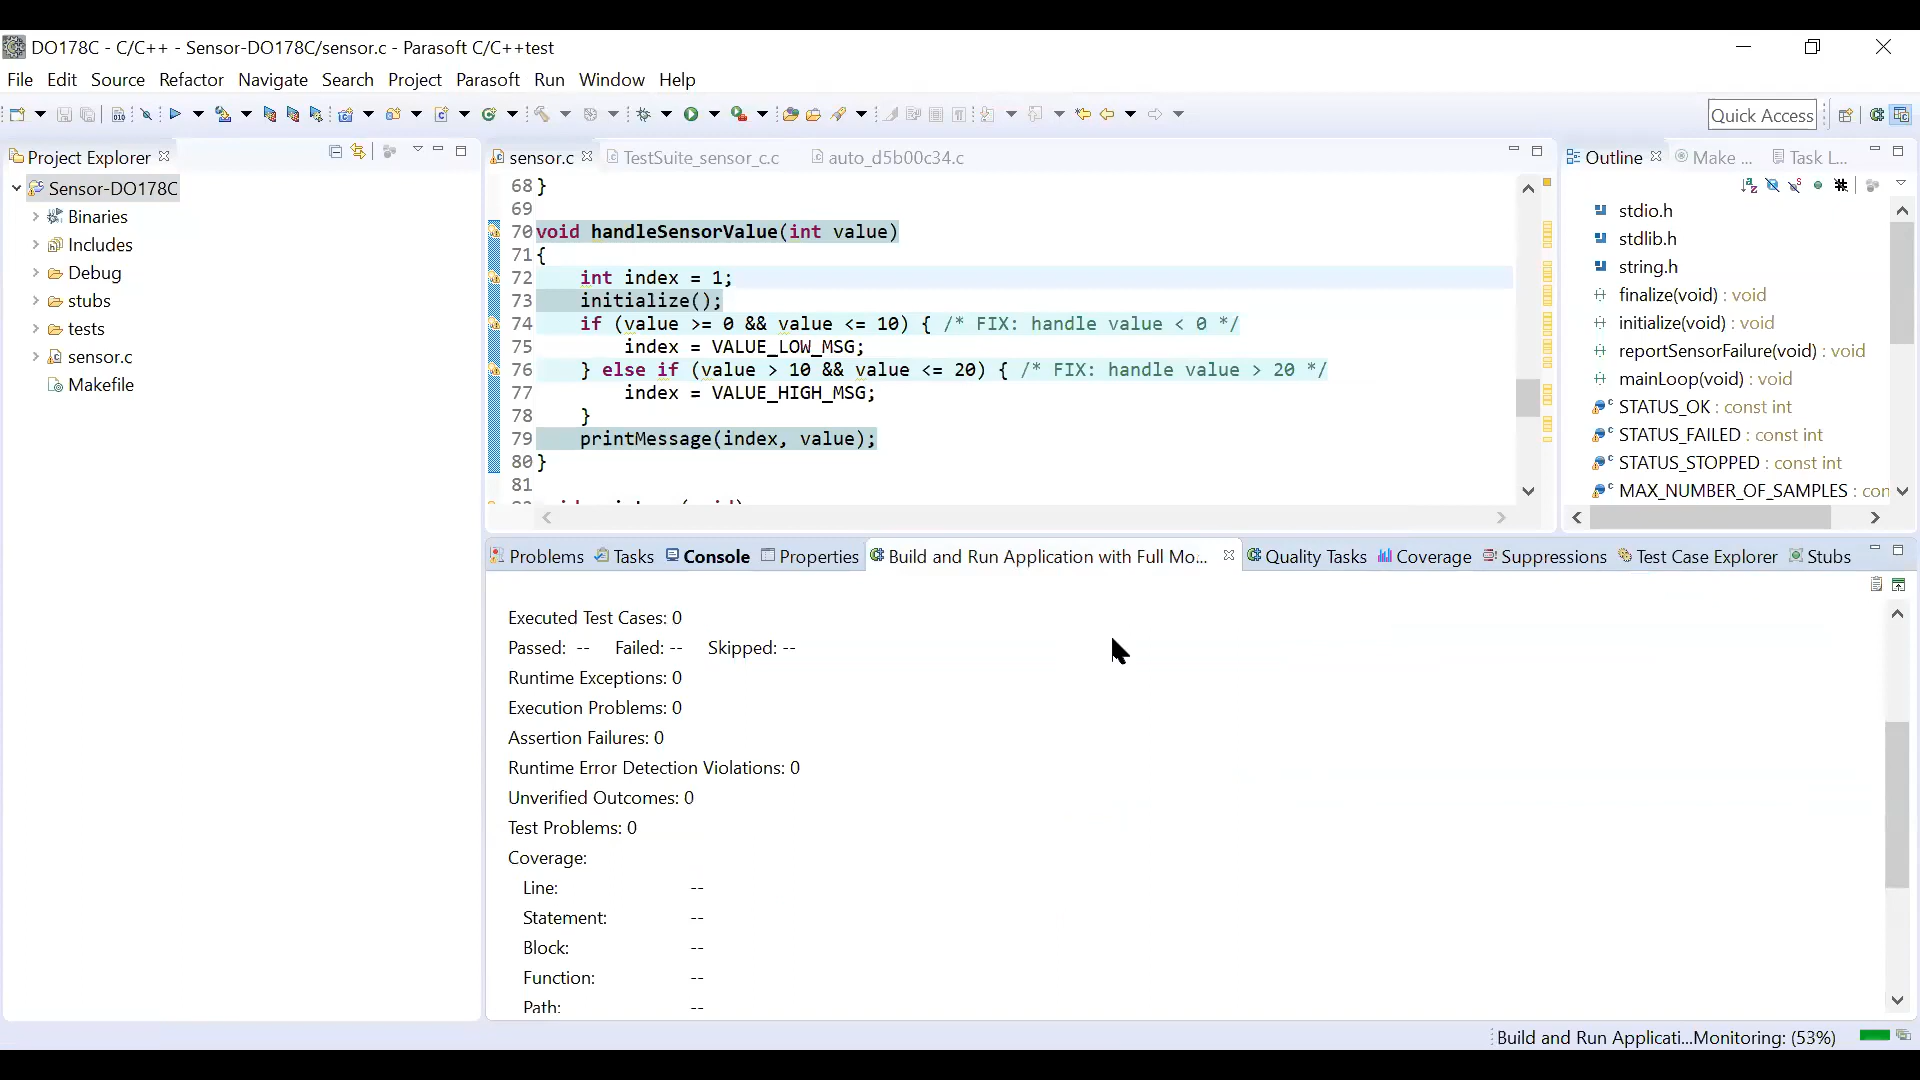 DO178C - C/C++ - Sensor-DO178C/sensor.c - Parasoft C/C++test
File Edit Source Refactor Navigate Search Project Parasoft Run Window Help
Quick Access
Project Explorer
Sensor-DO178C
Binaries
Includes
Debug
stubs
tests
sensor.c
Makefile
sensor.c TestSuite_sensor_c.c auto_d5b00c34.c
68 }
69
70 void handleSensorValue(int value)
71 {
72 int index = 1;
73 initialize();
74 if (value >= 0 && value <= 10) { /* FIX: handle value < 0 */
75 index = VALUE_LOW_MSG;
76 } else if (value > 10 && value <= 20) { /* FIX: handle value > 20 */
77 index = VALUE_HIGH_MSG;
78 }
79 printMessage(index, value);
80 }
81
Outline Make ... Task L...
stdio.h
stdlib.h
string.h
finalize(void) : void
initialize(void) : void
reportSensorFailure(void) : void
mainLoop(void) : void
STATUS_OK : const int
STATUS_FAILED : const int
STATUS_STOPPED : const int
MAX_NUMBER_OF_SAMPLES : con
Problems Tasks Console Properties Build and Run Application with Full Mo... Quality Tasks Coverage Suppressions Test Case Explorer Stubs
Executed Test Cases: 0
Passed: -- Failed: -- Skipped: --
Runtime Exceptions: 0
Execution Problems: 0
Assertion Failures: 0
Runtime Error Detection Violations: 0
Unverified Outcomes: 0
Test Problems: 0
Coverage:
Line: --
Statement: --
Block: --
Function: --
Path: --
Build and Run Applicati...Monitoring: (53%)